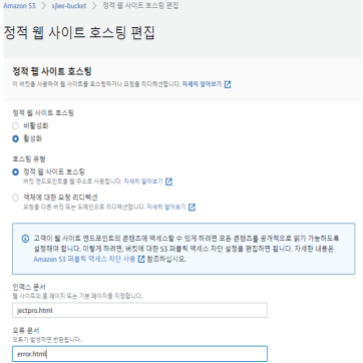 Amazon S3 > sjlee-bucket > 정적 웹 사이트 호스팅 편집
정적 웹 사이트 호스팅 편집
정적 웹 사이트 호스팅
이 버킷을 사용하여 웹 사이트를 호스팅하거나 요청을 리디렉션합니다. 자세히 알아보기
정적 웹 사이트 호스팅
비활성화
활성화
호스팅 유형
정적 웹 사이트 호스팅
버킷 엔드포인트를 웹 주소로 사용합니다. 자세히 알아보기
객체에 대한 요청 리디렉션
요청을 다른 버킷 또는 도메인으로 리디렉션합니다. 자세히 알아보기
고객이 웹 사이트 엔드포인트의 콘텐츠에 액세스할 수 있게 하려면 모든 콘텐츠를 공개적으로 읽기 가능하도록
설정해야 합니다. 이렇게 하려면, 버킷에 대한 S3 퍼블릭 액세스 차단 설정을 편집하면 됩니다. 자세한 내용은
Amazon S3 퍼블릭 액세스 차단 사용 참조하십시오.
인덱스 문서
웹 사이트의 홈 페이지 또는 기본 페이지를 지정합니다.
jectpro.html
오류 문서
오류가 발생하면 반환됩니다.
error.html